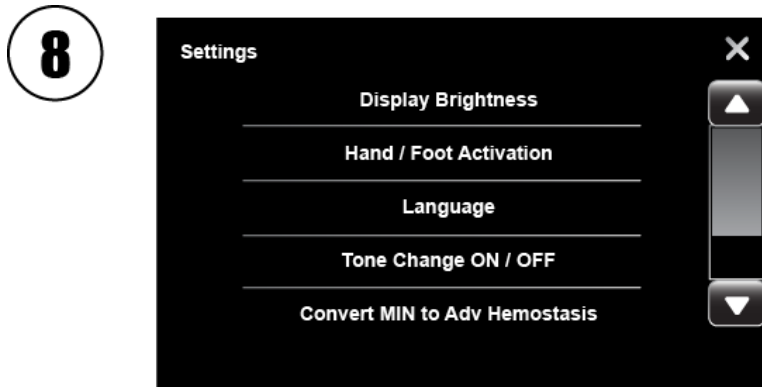 8
Settings
Display Brightness
Hand / Foot Activation
Language
Tone Change ON / OFF
Convert MIN to Adv Hemostasis